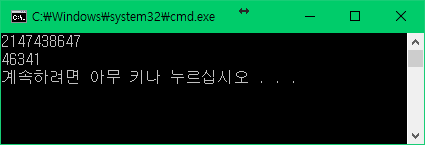 C:₩Windows₩system32₩cmd.exe
2147438647
46341
계속하려면 아무 키나 누르십시오 . . .